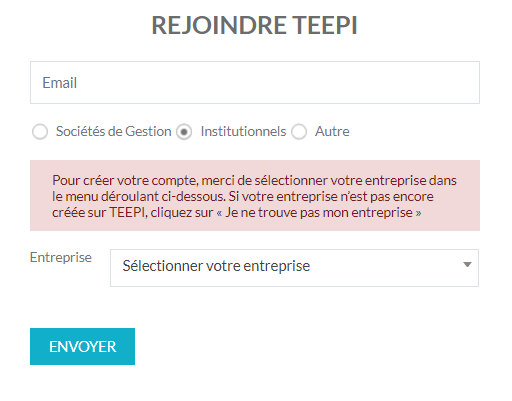 REJOINDRE TEEPI
Email
Sociétés de Gestion Institutionnels Autre
Pour créer votre compte, merci de sélectionner votre entreprise dans
le menu déroulant ci-dessous. Si votre entreprise n'est pas encore
créée sur TEEPI, cliquez sur « Je ne trouve pas mon entreprise »
Entreprise Sélectionner votre entreprise
ENVOYER